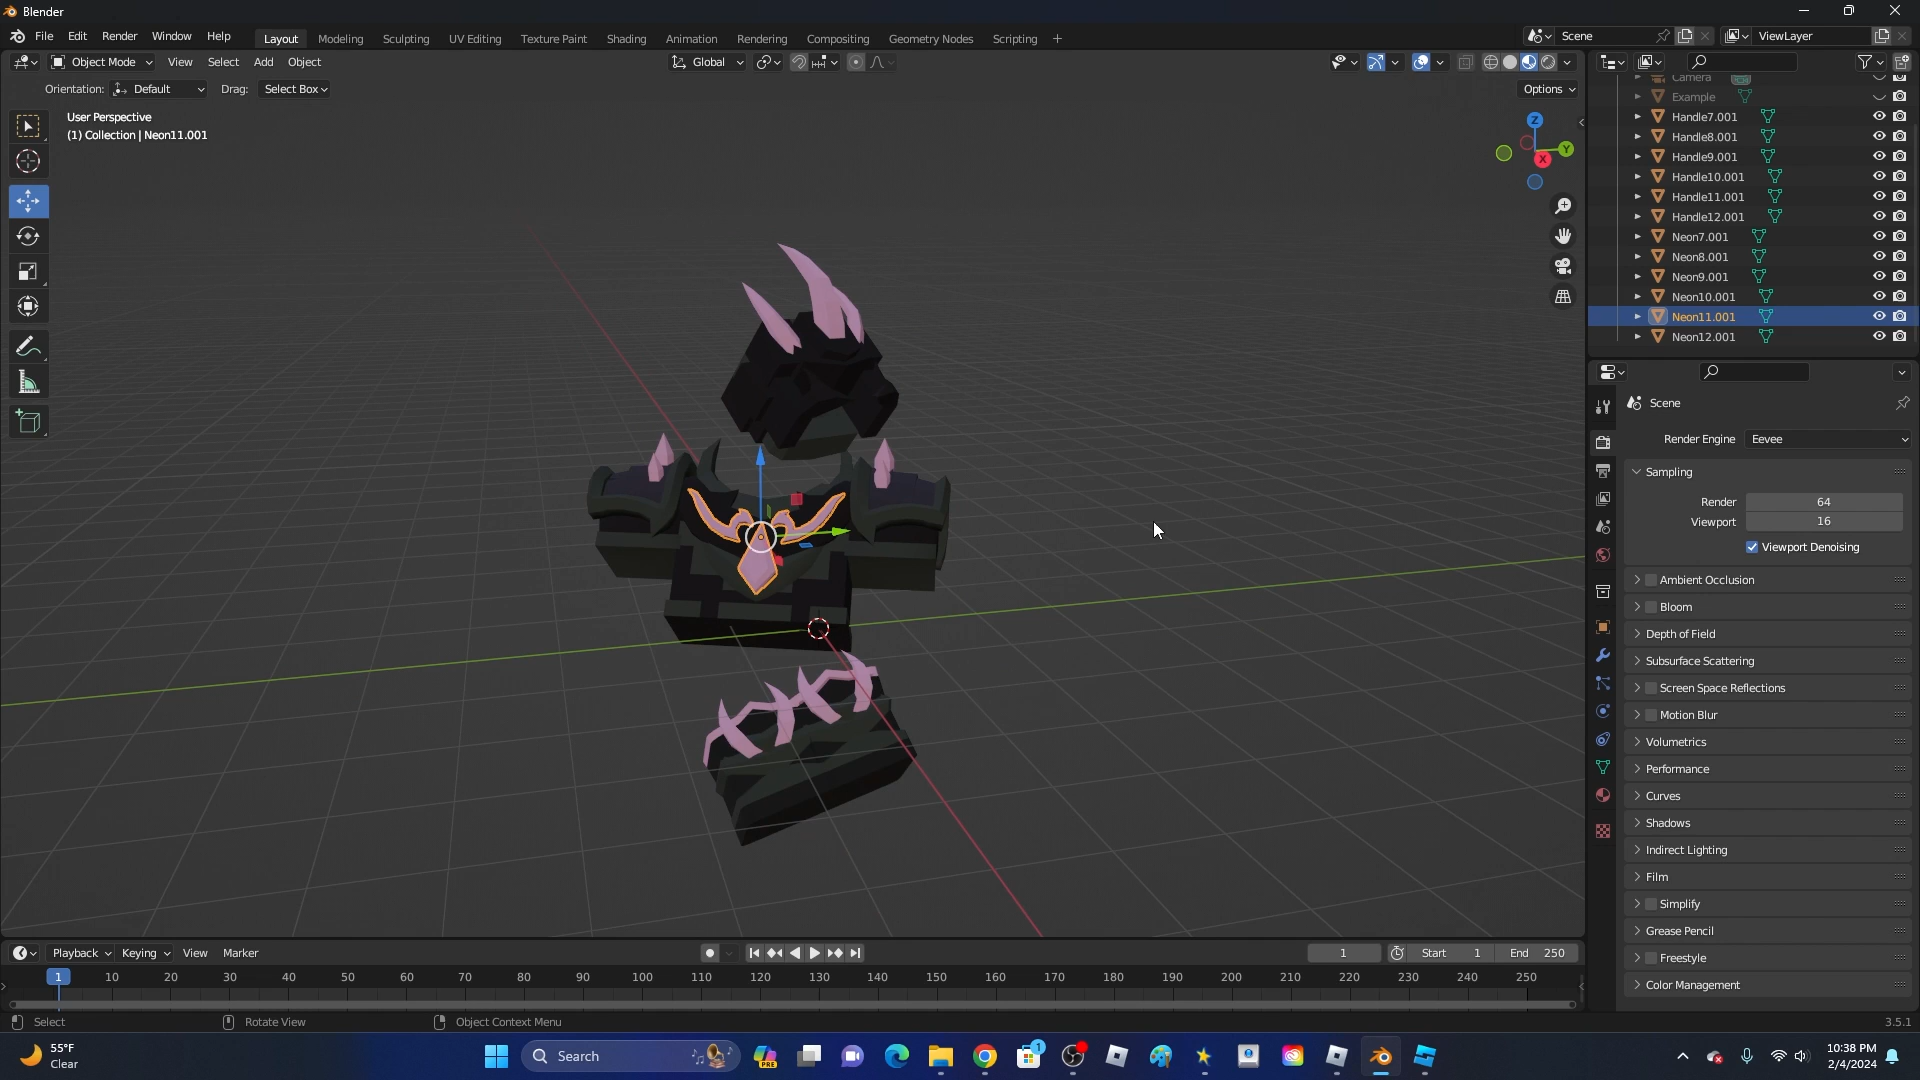 Blender
File Edit Render Window Help
Layout Modeling Sculpting UV Editing Texture Paint Shading Animation Rendering Compositing Geometry Nodes Scripting +
Scene
ViewLayer
Object Mode View Select Add Object
Global
Orientation: Default Drag: Select Box
Options
User Perspective
(1) Collection | Neon11.001
Z
Y
X
Camera
Example
Handle7.001
Handle8.001
Handle9.001
Handle10.001
Handle11.001
Handle12.001
Neon7.001
Neon8.001
Neon9.001
Neon10.001
Neon11.001
Neon12.001
Scene
Render Engine Eevee
Sampling
Render 64
Viewport 16
Viewport Denoising
Ambient Occlusion
Bloom
Depth of Field
Subsurface Scattering
Screen Space Reflections
Motion Blur
Volumetrics
Performance
Curves
Shadows
Indirect Lighting
Film
Simplify
Grease Pencil
Freestyle
Color Management
Playback Keying View Marker
1 Start 1 End 250
1 10 20 30 40 50 60 70 80 90 100 110 120 130 140 150 160 170 180 190 200 210 220 230 240 250
Select Rotate View Object Context Menu
3.5.1
55°F
Clear
Search
PRE
1
10:38 PM
2/4/2024